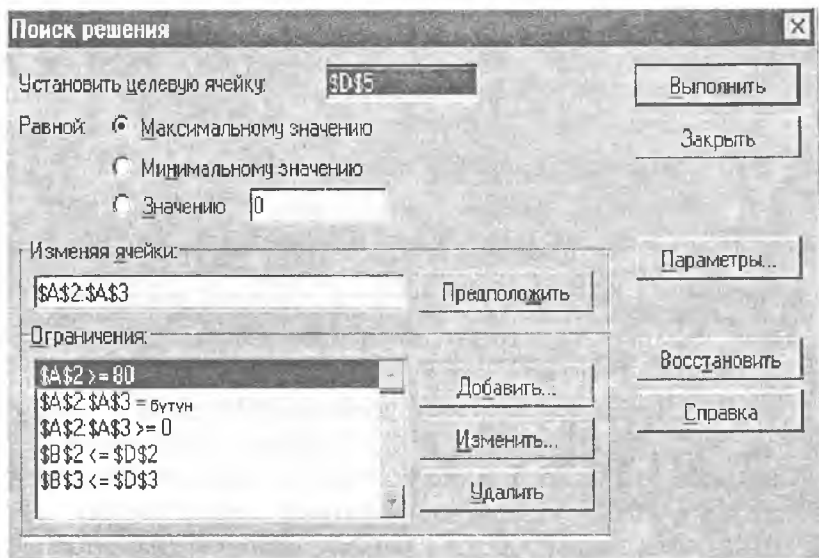 Поиск решения
Установить целевую ячейку: $D$5
Выполнить
Равной: Максимальному значению
Закрыть
Минимальному значению
Значению 0
Изменяя ячейки:
Параметры...
$A$2:$A$3
Предположить
Ограничения:
Восстановить
$A$2 >= 80
Добавить...
$A$2:$A$3 = бутун
Справка
$A$2:$A$3 >= 0
Изменить...
$B$2 <= $D$2
$B$3 <= $D$3
Удалить